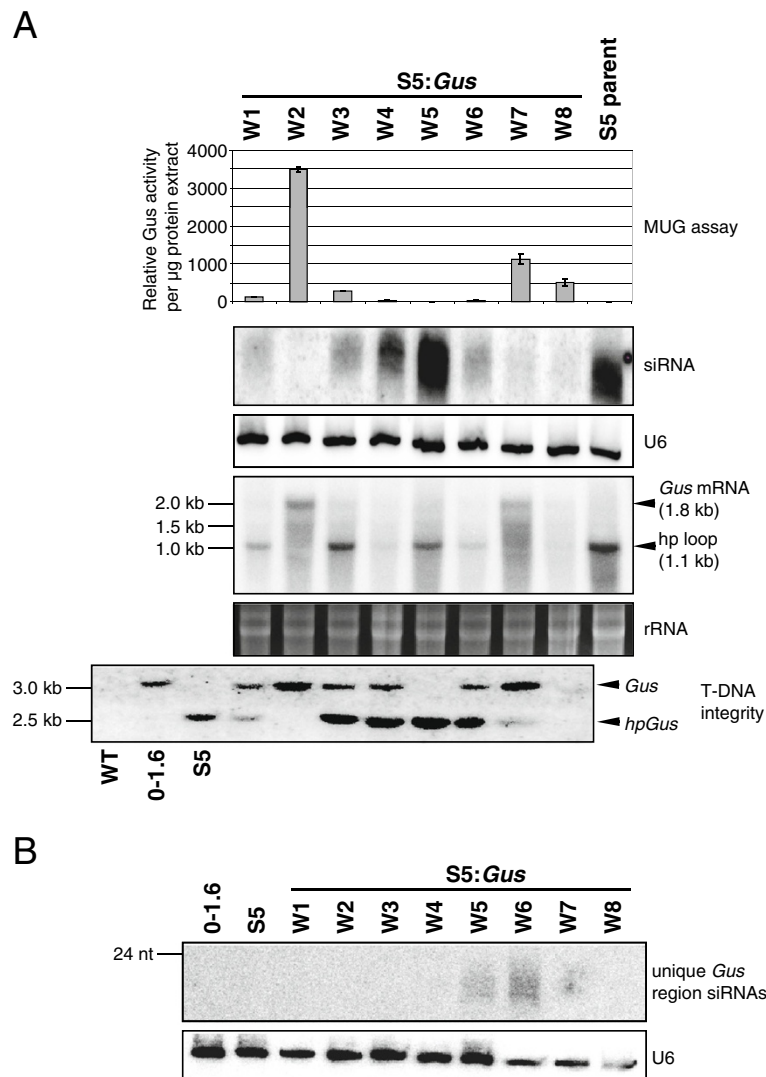 A
S5:Gus
W1 W2 W3 W4 W5 W6 W7 W8 S5 parent
Relative Gus activity
per µg protein extract
4000
3000
2000
1000
0
MUG assay
siRNA
U6
2.0 kb
1.5 kb
1.0 kb
Gus mRNA
(1.8 kb)
hp loop
(1.1 kb)
rRNA
3.0 kb
2.5 kb
Gus
hpGus
T-DNA
integrity
WT 0-1.6 S5
B
S5:Gus
0-1.6 S5 W1 W2 W3 W4 W5 W6 W7 W8
24 nt
unique Gus
region siRNAs
U6